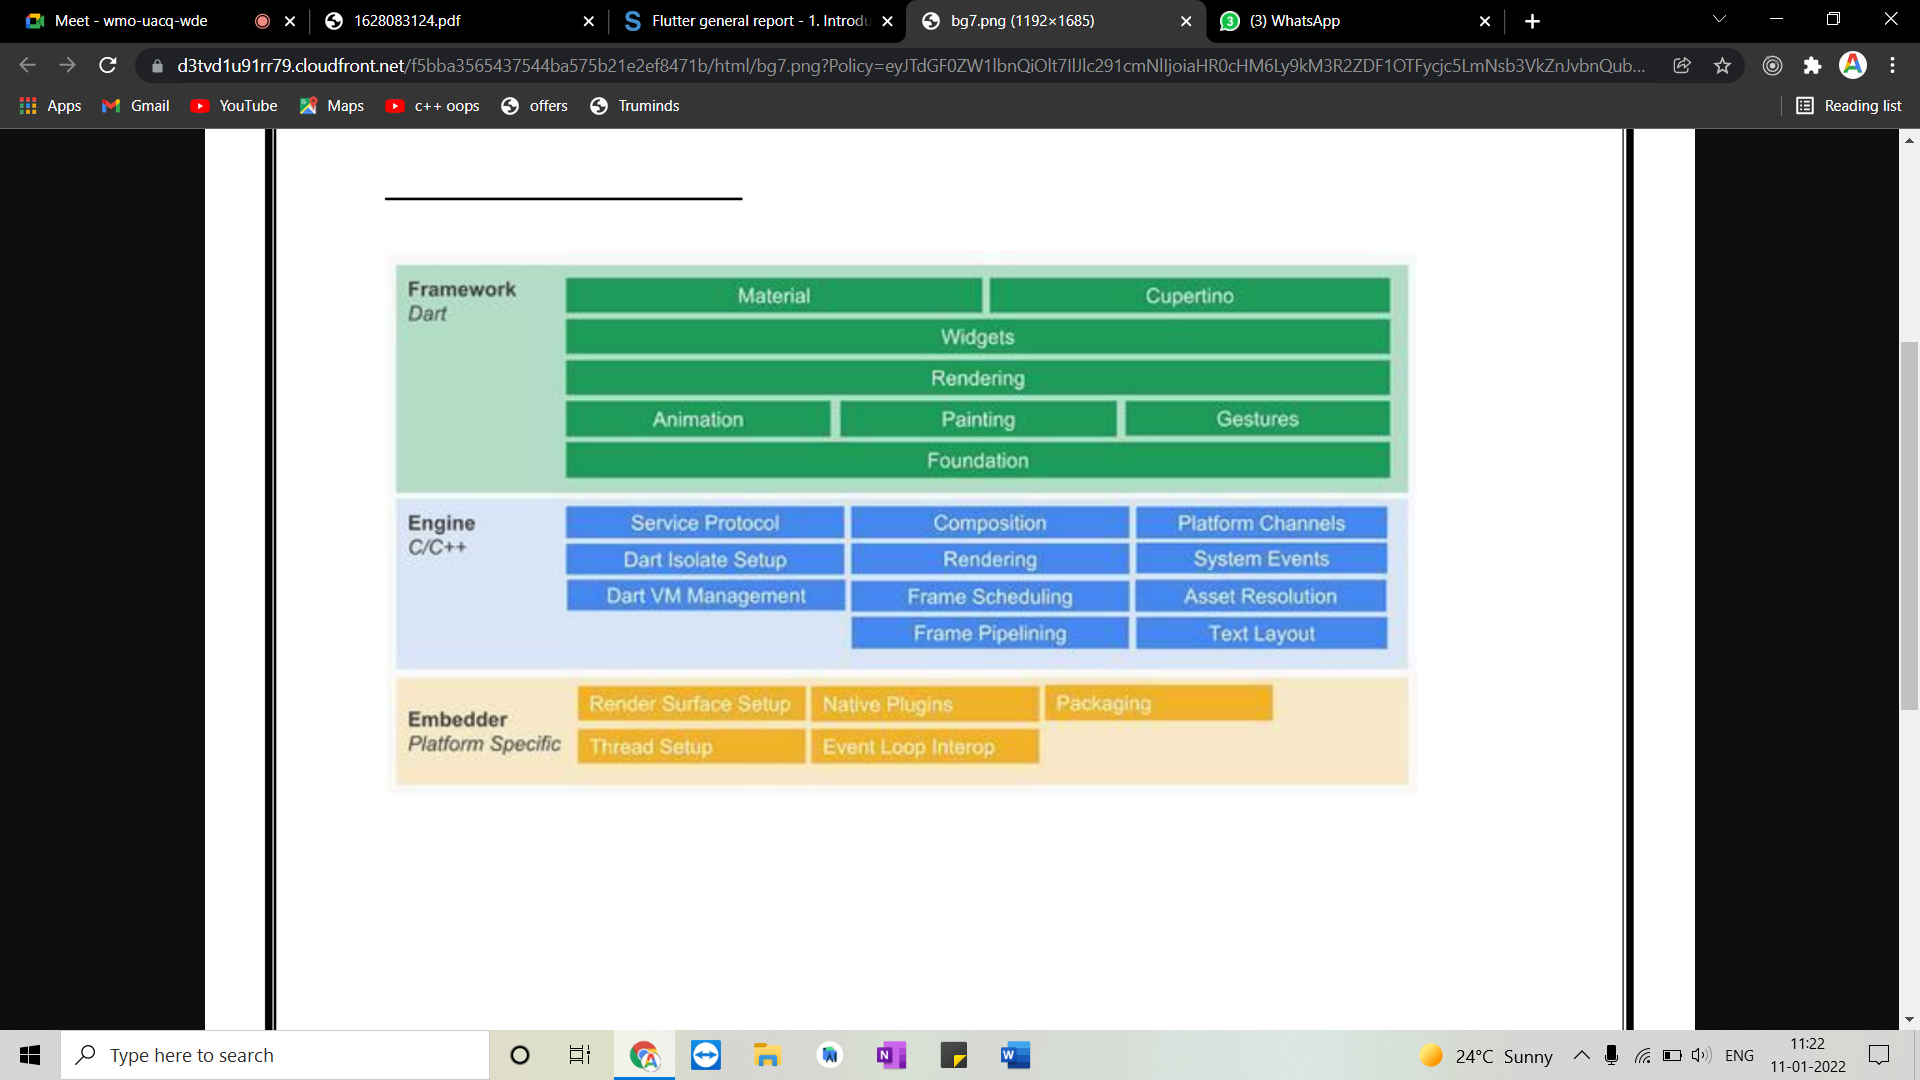 Meet - wmo-uacq-wde
1628083124.pdf
Flutter general report - 1. Introdu
bg7.png (1192×1685)
(3) WhatsApp
d3tvd1u91rr79.cloudfront.net/f5bba3565437544ba575b21e2ef8471b/html/bg7.png?Policy=
Apps
Gmail
YouTube
Maps
c++ oops
offers
Truminds
Reading list
Framework
Dart
Material
Cupertino
Widgets
Rendering
Animation
Painting
Gestures
Foundation
Engine
C/C++
Service Protocol
Composition
Platform Channels
Dart Isolate Setup
Rendering
System Events
Dart VM Management
Frame Scheduling
Asset Resolution
Frame Pipelining
Text Layout
Embedder
Platform Specific
Render Surface Setup
Native Plugins
Packaging
Thread Setup
Event Loop Interop
Type here to search
24°C Sunny
ENG
11:22
11-01-2022